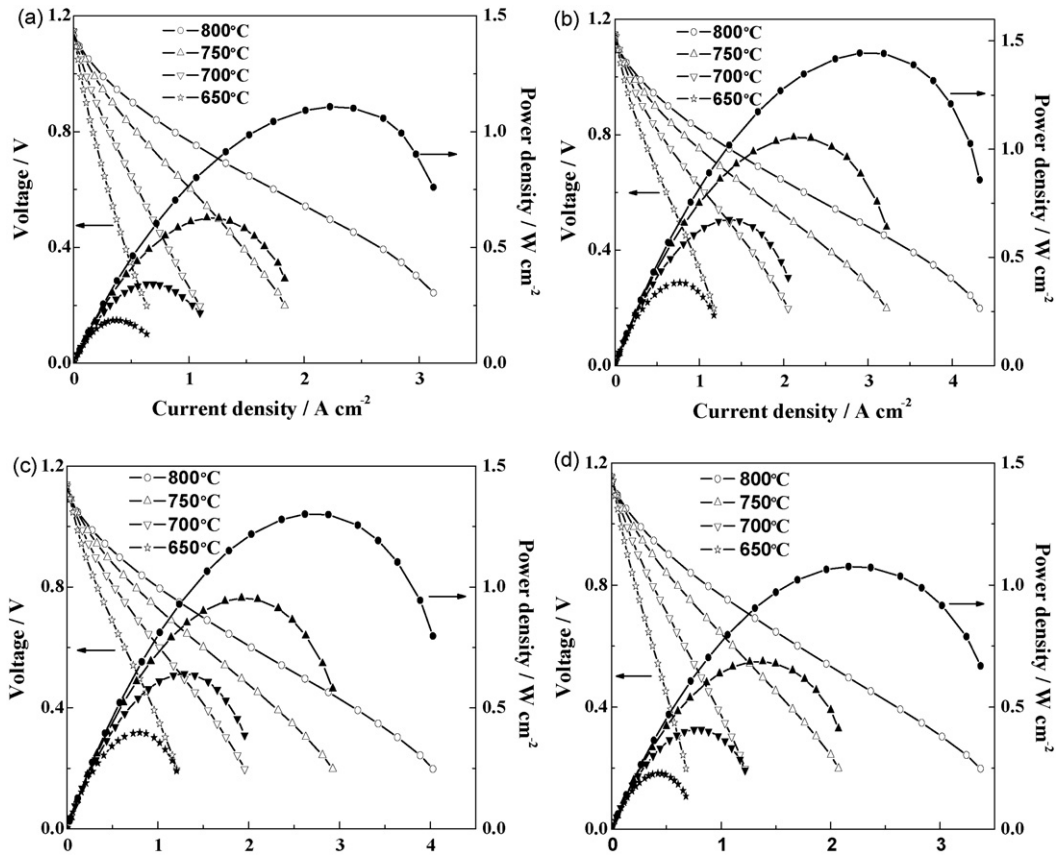 (a)
1.5
1.2
800°C
750°C
700°C
650°C
1.0
0.8
0.5
0.4
0.0
0.0
0
1
2
3
Voltage / V
Power density / W cm-2
Current density / A cm-2
(b)
1.5
1.2
800°C
750°C
700°C
650°C
1.0
0.8
0.5
0.4
0.0
0.0
0
1
2
3
4
Voltage / V
Power density / W cm-2
Current density / A cm-2
(c)
1.5
1.2
800°C
750°C
700°C
650°C
1.0
0.8
0.5
0.4
0.0
0.0
0
1
2
3
4
Voltage / V
Power density / W cm-2
(d)
1.5
1.2
800°C
750°C
700°C
650°C
1.0
0.8
0.5
0.4
0.0
0.0
0
1
2
3
Voltage / V
Power density / W cm-2